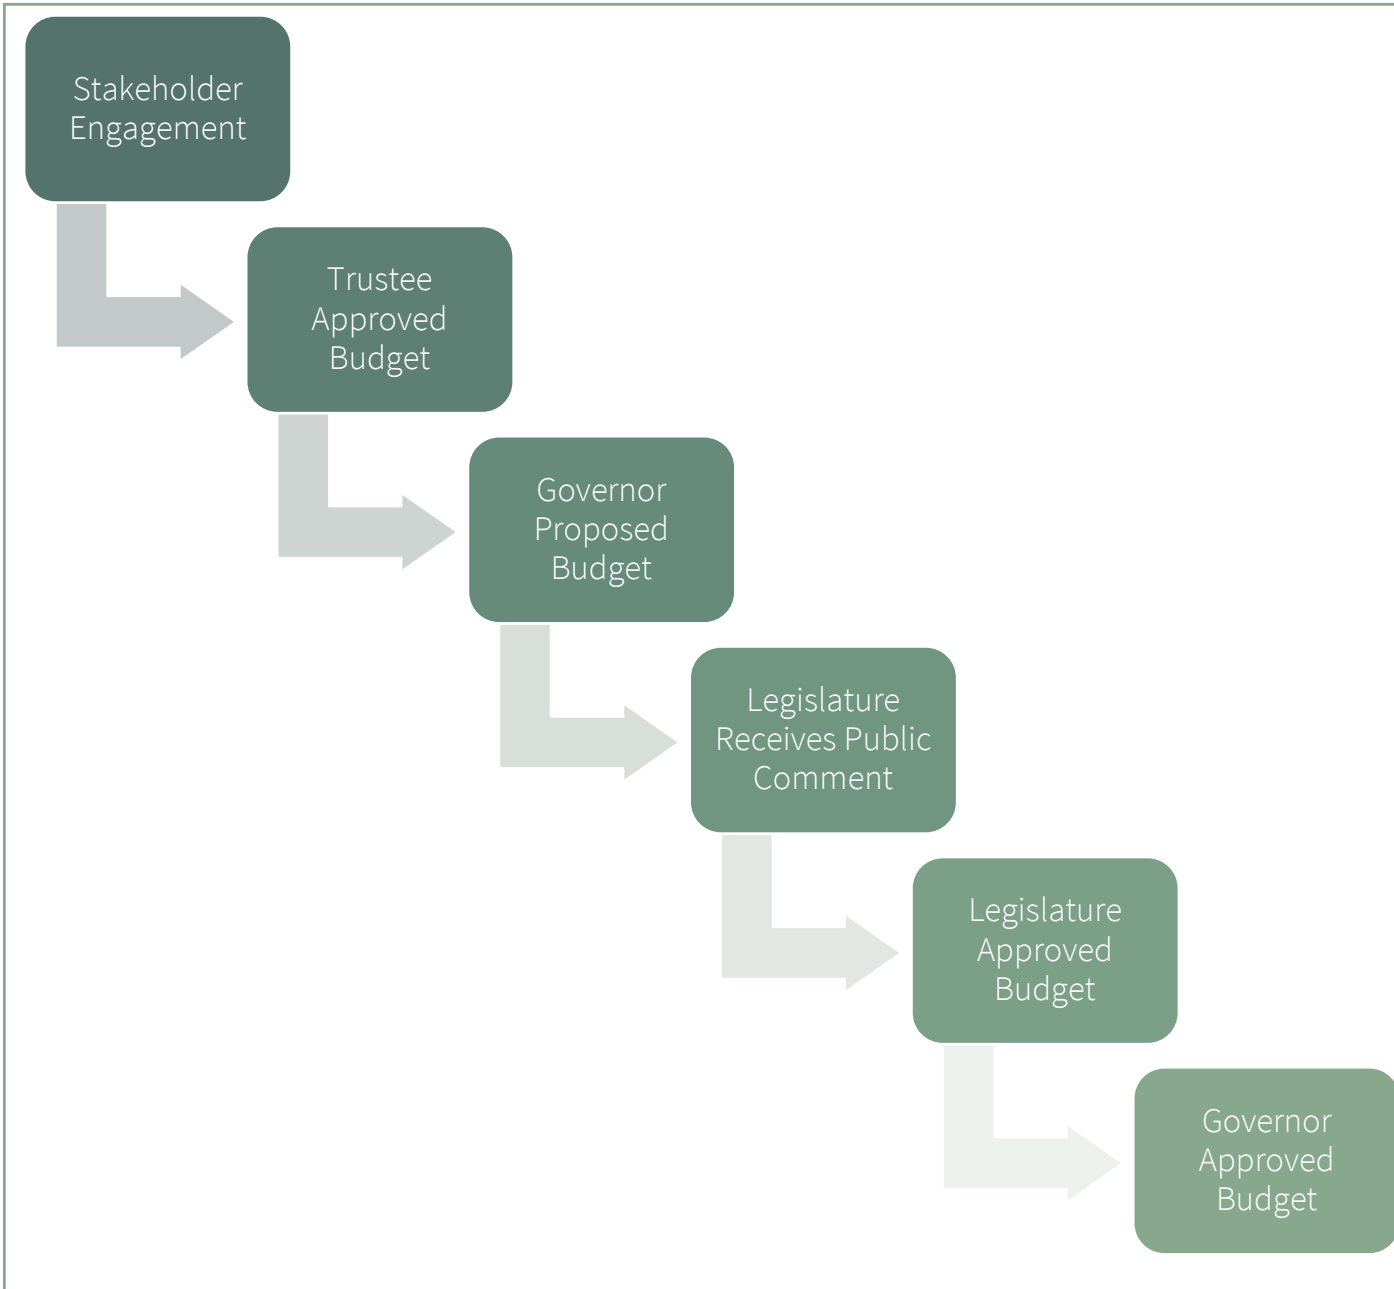 Stakeholder
Engagement
Trustee
Approved
Budget
Governor
Proposed
Budget
Legislature
Receives Public
Comment
Legislature
Approved
Budget
Governor
Approved
Budget